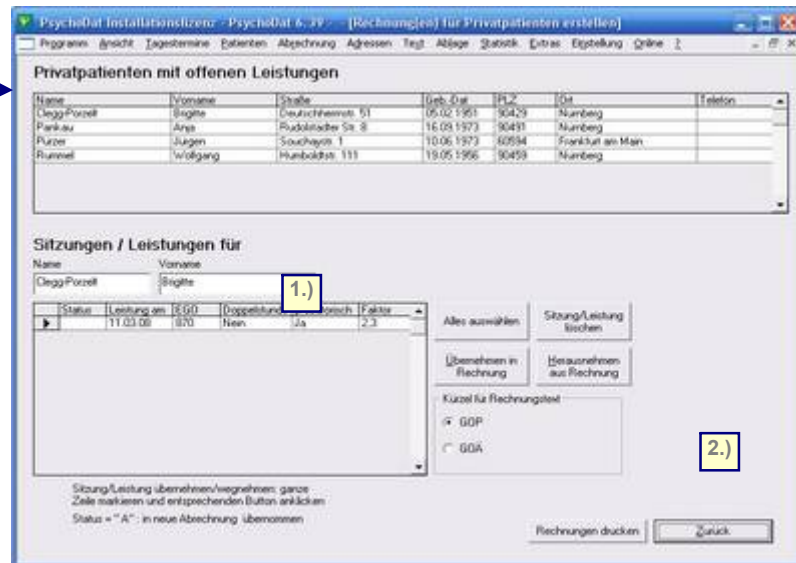 PsychoDat Installationslizenz - PsychoDat 6. 39 - - [Rechnung(en) für Privatpatienten erstellen]
Programm Ansicht Tagestermine Patienten Abrechnung Adressen Text Ablage Statistik Extras Einstellung Online ?
Privatpatienten mit offenen Leistungen
Name Vorname Straße Geb.-Dat PLZ Ort Telefon
Clegg-Porzelt Brigitte Deutschherrnstr. 51 05.02.1951 90429 Nürnberg
Pankau Anja Rudolstadter Str. 8 16.09.1973 90491 Nürnberg
Purzer Jürgen Souchaystr. 1 10.06.1973 60594 Frankfurt am Main
Rummel Wolfgang Humboldtstr. 111 19.05.1956 90459 Nürnberg
Sitzungen / Leistungen für
Name Vorname
Clegg-Porzelt Brigitte
1.)
Status Leistung am EGO Doppelstund Faktor
11.03.08 870 Nein Ja 2,3
Alles auswählen
Sitzung/Leistung löschen
Übernehmen in Rechnung
Herausnehmen aus Rechnung
Kürzel für Rechnungstext
GOP
GOÄ
2.)
Sitzung/Leistung übernehmen/wegnehmen: ganze
Zeile markieren und entsprechenden Button anklicken
Status = "A" : in neue Abrechnung übernommen
Rechnungen drucken
Zurück